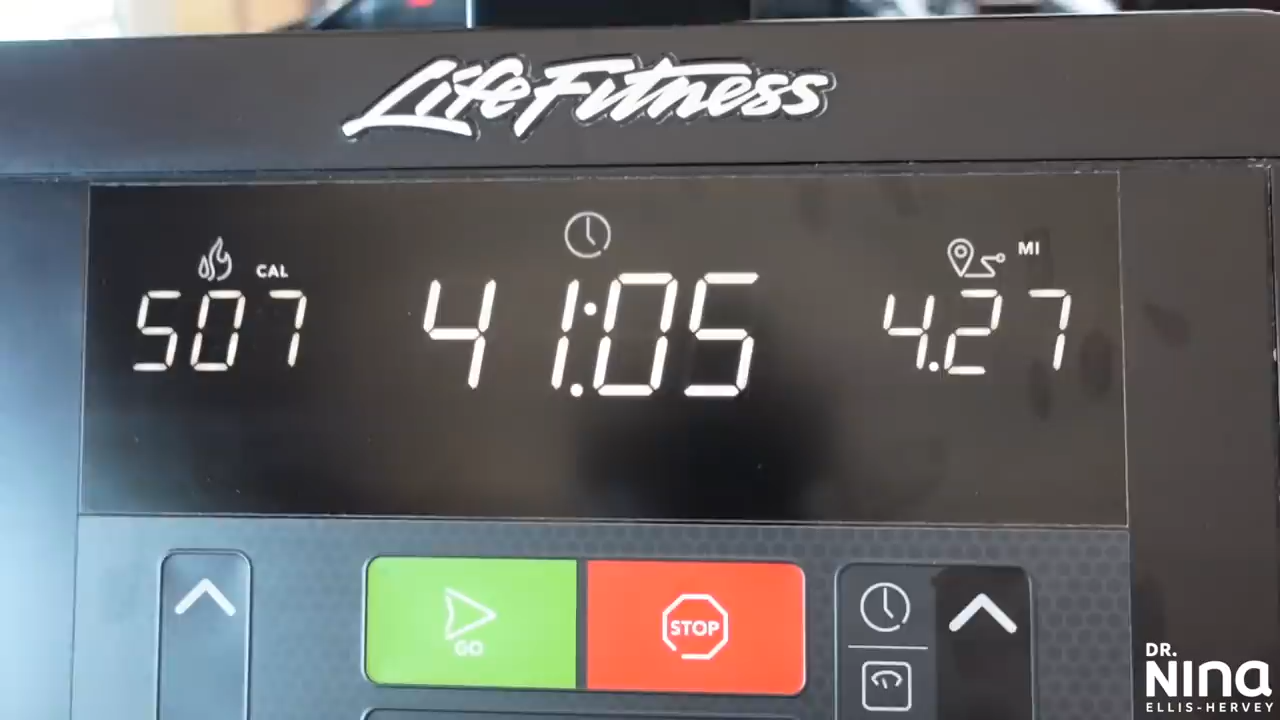 LifeFitness
CAL
MI
507
41:05
4.27
GO
STOP
DR.
Nina
ELLIS-HERVEY